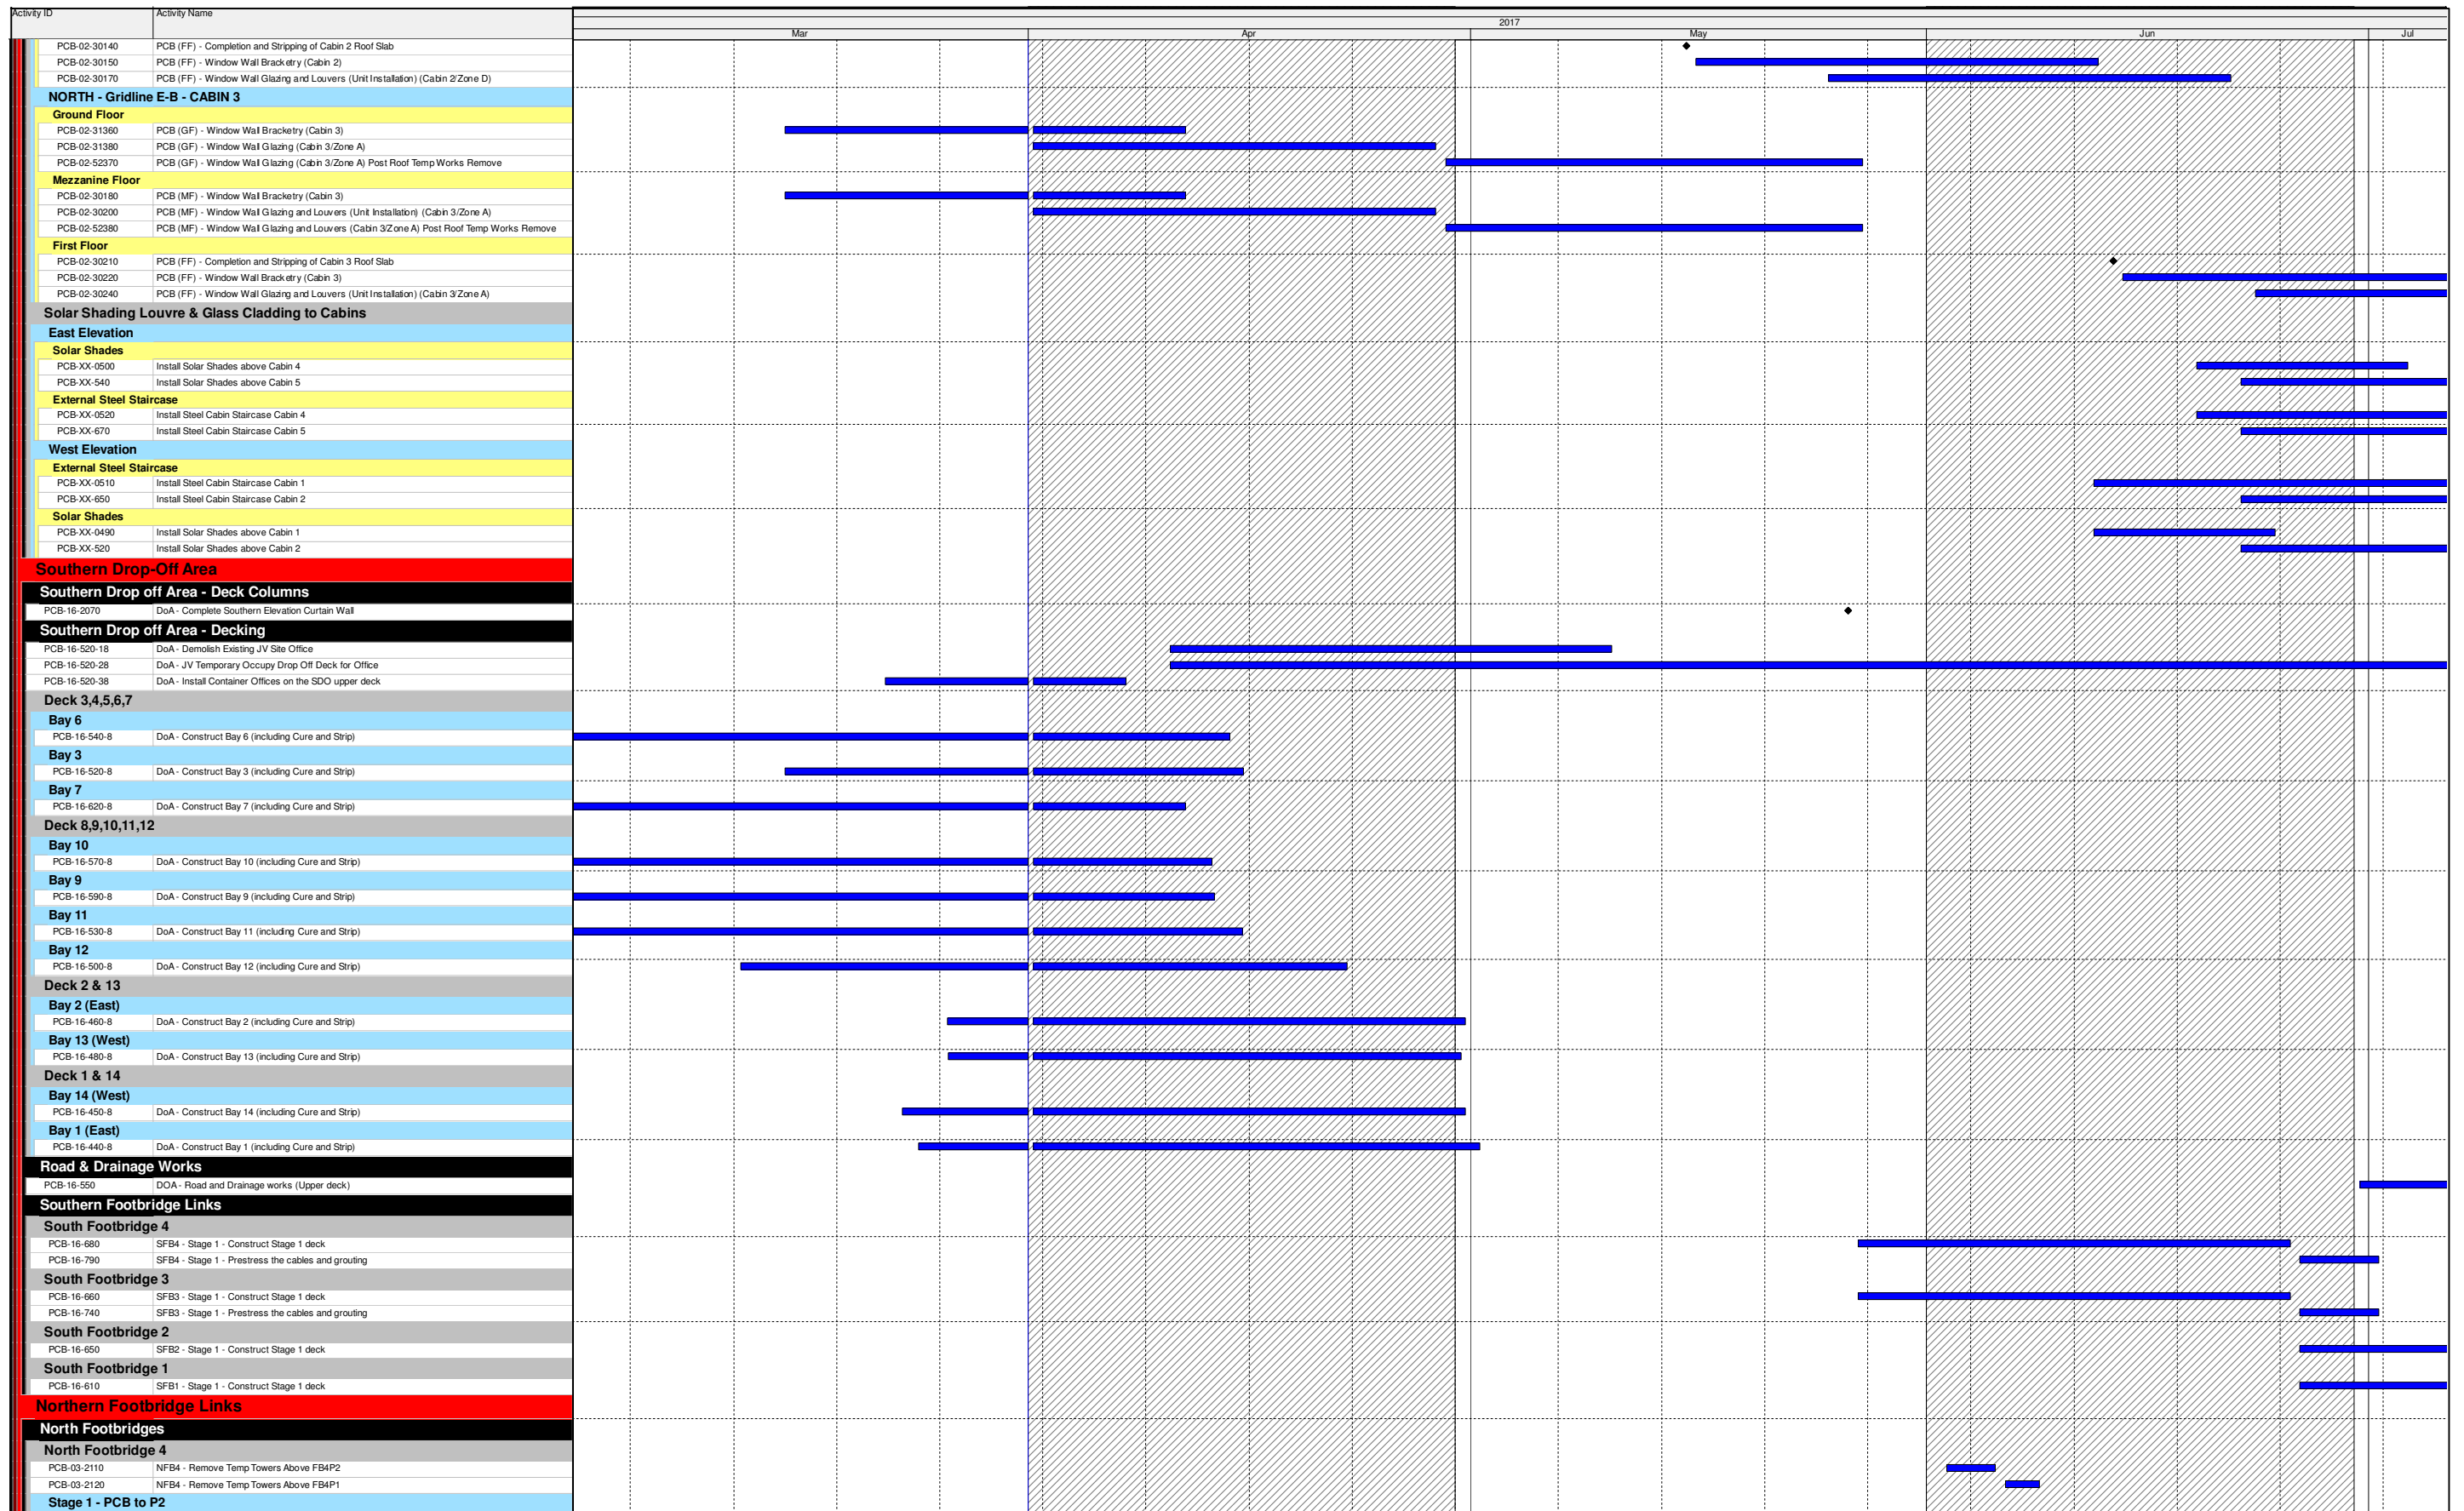 Activity ID Activity Name
2017
Mar Apr May Jun Jul
PCB-02-30140 PCB (FF) - Completion and Stripping of Cabin 2 Roof Slab
PCB-02-30150 PCB (FF) - Window Wall Bracketry (Cabin 2)
PCB-02-30170 PCB (FF) - Window Wall Glazing and Louvers (Unit Installation) (Cabin 2/Zone D)
NORTH - Gridline E-B - CABIN 3
Ground Floor
PCB-02-31360 PCB (GF) - Window Wall Bracketry (Cabin 3)
PCB-02-31380 PCB (GF) - Window Wall Glazing (Cabin 3/Zone A)
PCB-02-52370 PCB (GF) - Window Wall Glazing (Cabin 3/Zone A) Post Roof Temp Works Remove
Mezzanine Floor
PCB-02-30180 PCB (MF) - Window Wall Bracketry (Cabin 3)
PCB-02-30200 PCB (MF) - Window Wall Glazing and Louvers (Unit Installation) (Cabin 3/Zone A)
PCB-02-52380 PCB (MF) - Window Wall Glazing and Louvers (Cabin 3/Zone A) Post Roof Temp Works Remove
First Floor
PCB-02-30210 PCB (FF) - Completion and Stripping of Cabin 3 Roof Slab
PCB-02-30220 PCB (FF) - Window Wall Bracketry (Cabin 3)
PCB-02-30240 PCB (FF) - Window Wall Glazing and Louvers (Unit Installation) (Cabin 3/Zone A)
Solar Shading Louvre & Glass Cladding to Cabins
East Elevation
Solar Shades
PCB-XX-0500 Install Solar Shades above Cabin 4
PCB-XX-540 Install Solar Shades above Cabin 5
External Steel Staircase
PCB-XX-0520 Install Steel Cabin Staircase Cabin 4
PCB-XX-670 Install Steel Cabin Staircase Cabin 5
West Elevation
External Steel Staircase
PCB-XX-0510 Install Steel Cabin Staircase Cabin 1
PCB-XX-650 Install Steel Cabin Staircase Cabin 2
Solar Shades
PCB-XX-0490 Install Solar Shades above Cabin 1
PCB-XX-520 Install Solar Shades above Cabin 2
Southern Drop-Off Area
Southern Drop off Area - Deck Columns
PCB-16-2070 DoA - Complete Southern Elevation Curtain Wall
Southern Drop off Area - Decking
PCB-16-520-18 DoA - Demolish Existing JV Site Office
PCB-16-520-28 DoA - JV Temporary Occupy Drop Off Deck for Office
PCB-16-520-38 DoA - Install Container Offices on the SDO upper deck
Deck 3,4,5,6,7
Bay 6
PCB-16-540-8 DoA - Construct Bay 6 (including Cure and Strip)
Bay 3
PCB-16-520-8 DoA - Construct Bay 3 (including Cure and Strip)
Bay 7
PCB-16-620-8 DoA - Construct Bay 7 (including Cure and Strip)
Deck 8,9,10,11,12
Bay 10
PCB-16-570-8 DoA - Construct Bay 10 (including Cure and Strip)
Bay 9
PCB-16-590-8 DoA - Construct Bay 9 (including Cure and Strip)
Bay 11
PCB-16-530-8 DoA - Construct Bay 11 (including Cure and Strip)
Bay 12
PCB-16-500-8 DoA - Construct Bay 12 (including Cure and Strip)
Deck 2 & 13
Bay 2 (East)
PCB-16-460-8 DoA - Construct Bay 2 (including Cure and Strip)
Bay 13 (West)
PCB-16-480-8 DoA - Construct Bay 13 (including Cure and Strip)
Deck 1 & 14
Bay 14 (West)
PCB-16-450-8 DoA - Construct Bay 14 (including Cure and Strip)
Bay 1 (East)
PCB-16-440-8 DoA - Construct Bay 1 (including Cure and Strip)
Road & Drainage Works
PCB-16-550 DOA - Road and Drainage works (Upper deck)
Southern Footbridge Links
South Footbridge 4
PCB-16-680 SFB4 - Stage 1 - Construct Stage 1 deck
PCB-16-790 SFB4 - Stage 1 - Prestress the cables and grouting
South Footbridge 3
PCB-16-660 SFB3 - Stage 1 - Construct Stage 1 deck
PCB-16-740 SFB3 - Stage 1 - Prestress the cables and grouting
South Footbridge 2
PCB-16-650 SFB2 - Stage 1 - Construct Stage 1 deck
South Footbridge 1
PCB-16-610 SFB1 - Stage 1 - Construct Stage 1 deck
Northern Footbridge Links
North Footbridges
North Footbridge 4
PCB-03-2110 NFB4 - Remove Temp Towers Above FB4P2
PCB-03-2120 NFB4 - Remove Temp Towers Above FB4P1
Stage 1 - PCB to P2